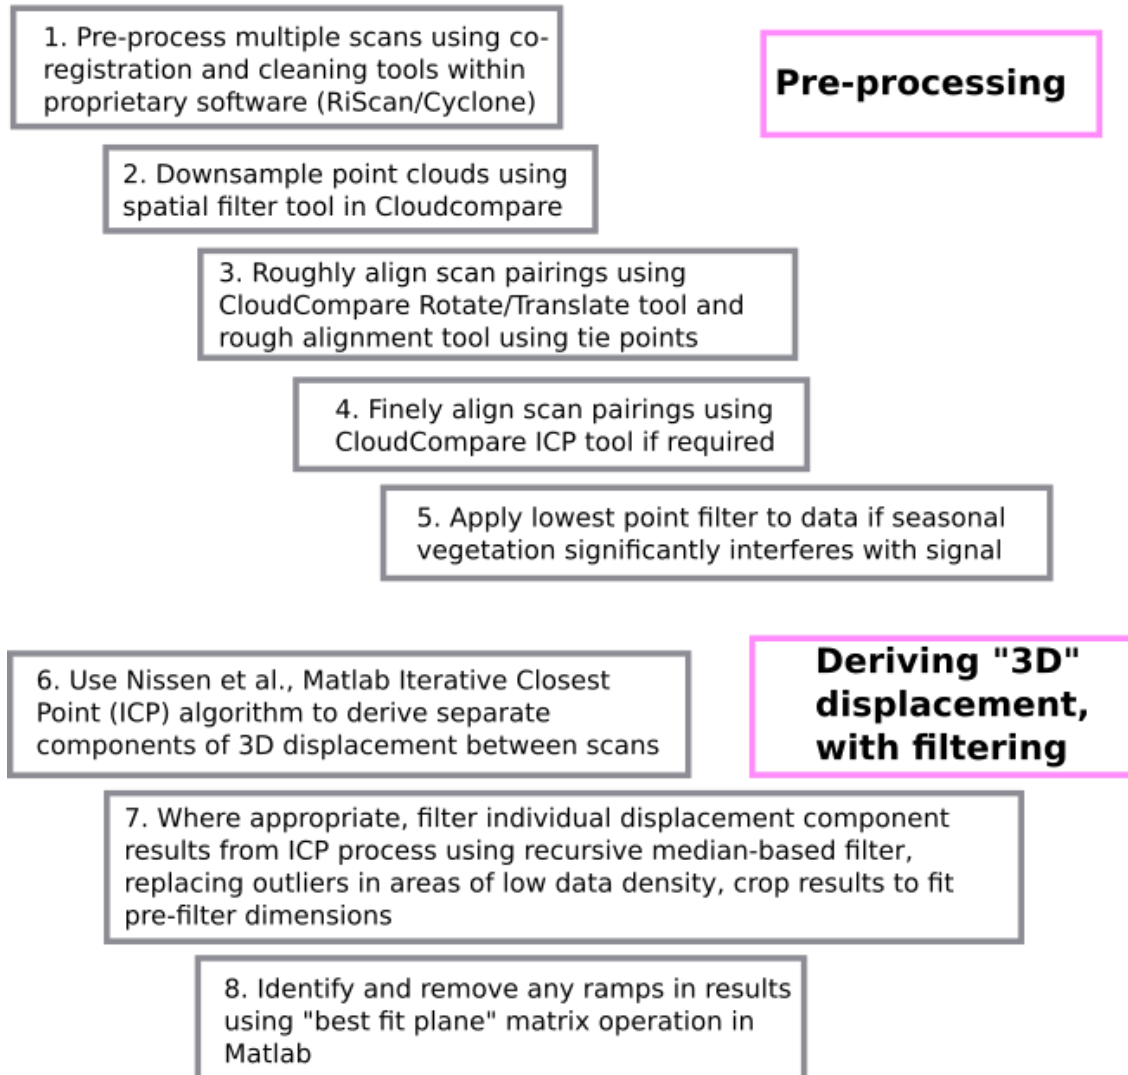 1. Pre-process multiple scans using co-
registration and cleaning tools within
proprietary software (RiScan/Cyclone)
Pre-processing
2. Downsample point clouds using
spatial filter tool in Cloudcompare
3. Roughly align scan pairings using
CloudCompare Rotate/Translate tool and
rough alignment tool using tie points
4. Finely align scan pairings using
CloudCompare ICP tool if required
5. Apply lowest point filter to data if seasonal
vegetation significantly interferes with signal
Deriving "3D"
displacement,
with filtering
6. Use Nissen et al., Matlab Iterative Closest
Point (ICP) algorithm to derive separate
components of 3D displacement between scans
7. Where appropriate, filter individual displacement component
results from ICP process using recursive median-based filter,
replacing outliers in areas of low data density, crop results to fit
pre-filter dimensions
8. Identify and remove any ramps in results
using "best fit plane" matrix operation in
Matlab